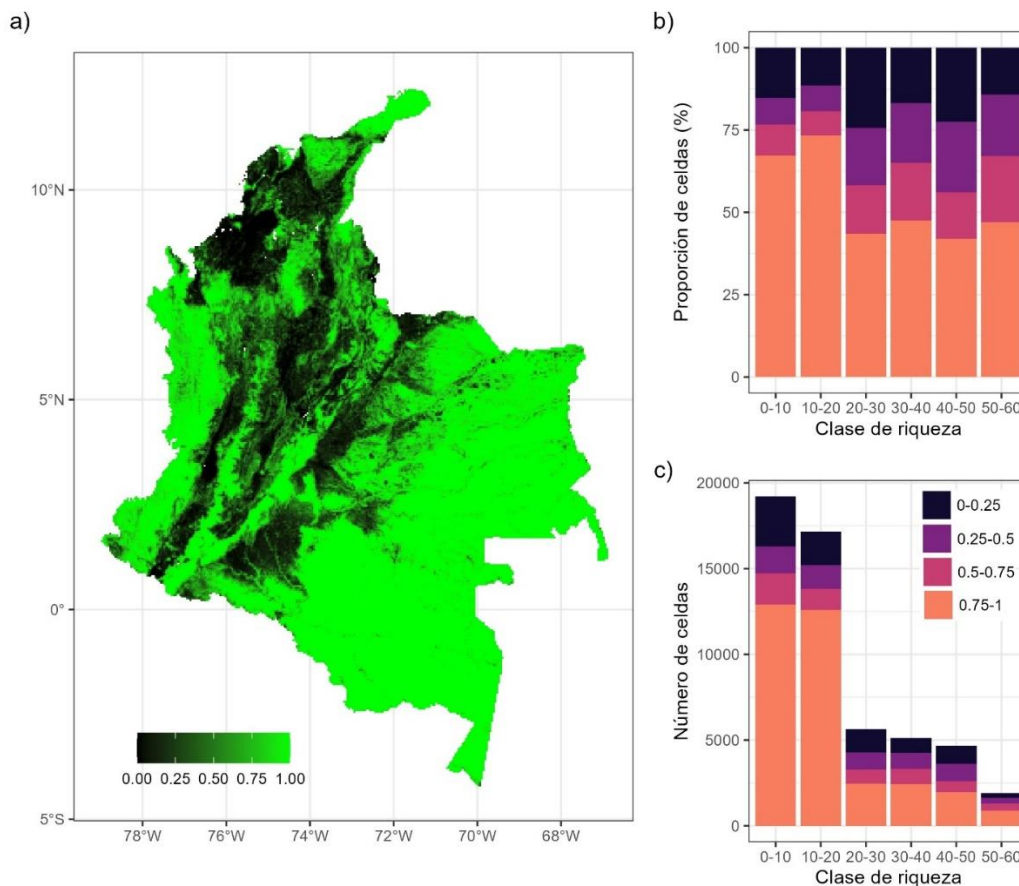 a)
10°N
5°N
0°
5°S
78°W 76°W 74°W 72°W 70°W 68°W
0.00 0.25 0.50 0.75 1.00
b)
Proporción de celdas (%)
100
75
50
25
0
0-10 10-20 20-30 30-40 40-50 50-60
Clase de riqueza
c)
Número de celdas
20000
15000
10000
5000
0
0-0.25
0.25-0.5
0.5-0.75
0.75-1
0-10 10-20 20-30 30-40 40-50 50-60
Clase de riqueza